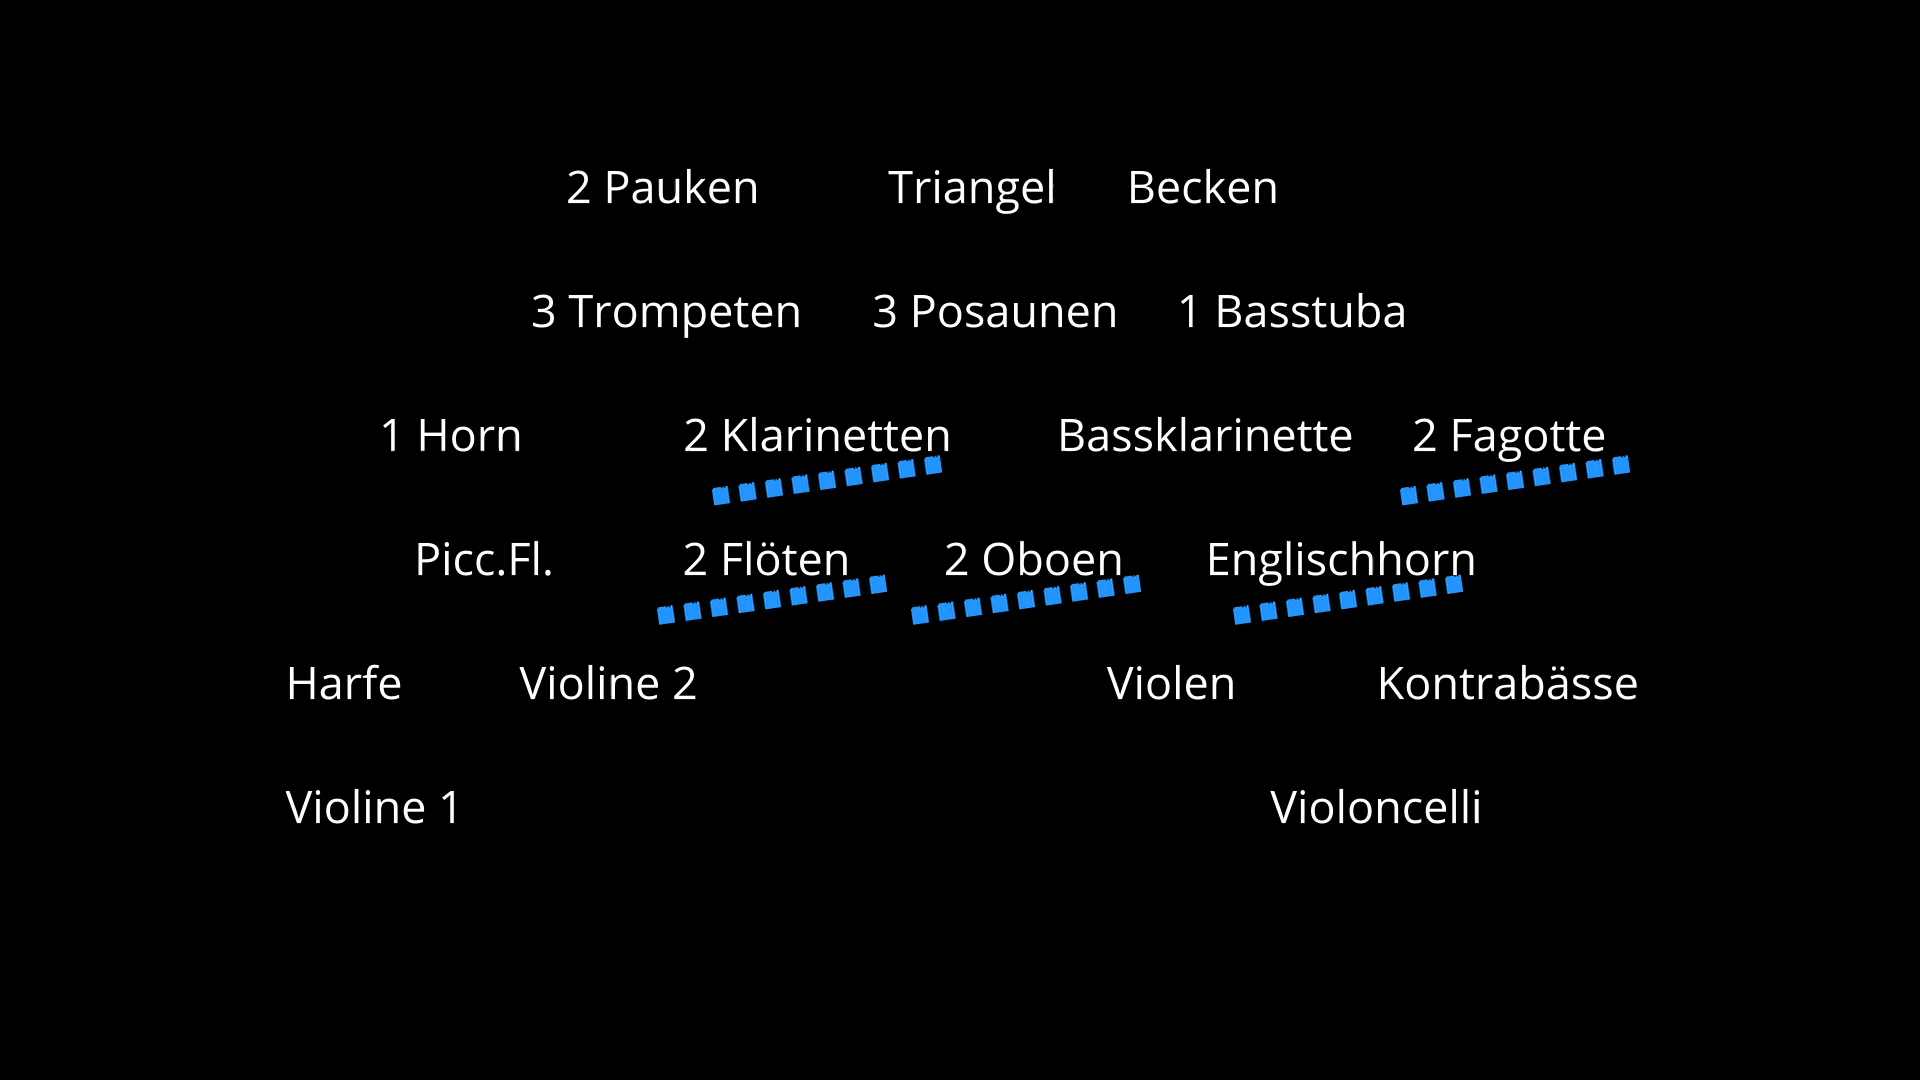 2 Pauken Triangel Becken
3 Trompeten 3 Posaunen 1 Basstuba
1 Horn 2 Klarinetten Bassklarinette 2 Fagotte
Picc.Fl. 2 Flöten 2 Oboen Englischhorn
Harfe Violine 2 Violen Kontrabässe
Violine 1 Violoncelli